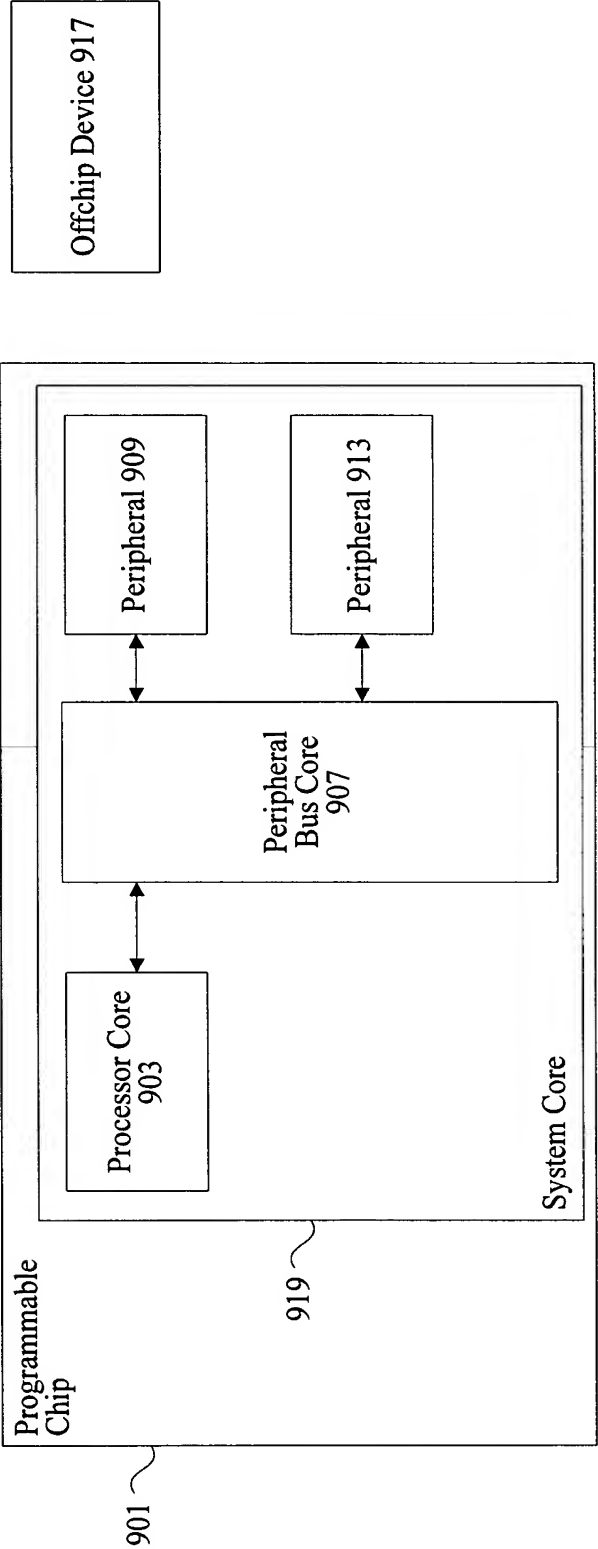 Programmable
Chip
901
919
System Core
Processor Core
903
Peripheral
Bus Core
907
Peripheral 909
Peripheral 913
Offchip Device 917